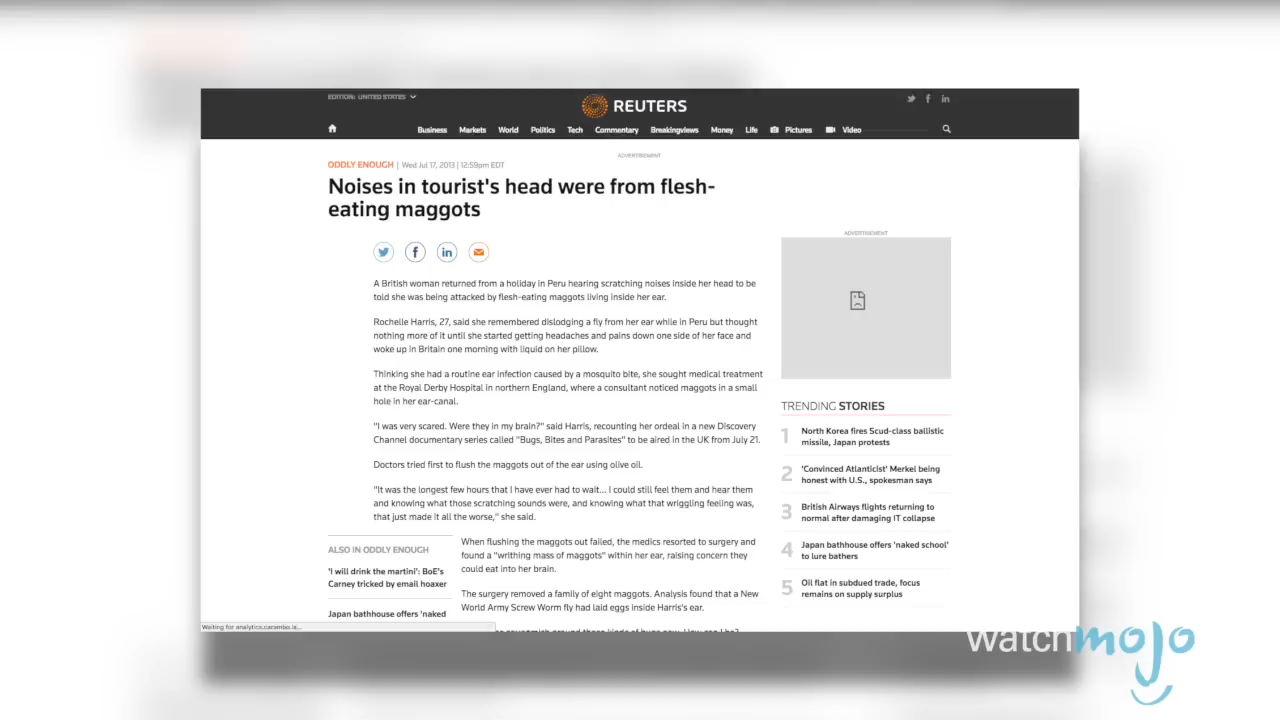 EDITION: UNITED STATES
REUTERS
Business Markets World Politics Tech Commentary Breakingviews Money Life Pictures Video
ADVERTISEMENT
ODDLY ENOUGH | Wed Jul 17, 2013 | 12:59pm EDT
Noises in tourist's head were from flesh-
eating maggots
A British woman returned from a holiday in Peru hearing scratching noises inside her head to be
told she was being attacked by flesh-eating maggots living inside her ear.
Rochelle Harris, 27, said she remembered dislodging a fly from her ear while in Peru but thought
nothing more of it until she started getting headaches and pains down one side of her face and
woke up in Britain one morning with liquid on her pillow.
Thinking she had a routine ear infection caused by a mosquito bite, she sought medical treatment
at the Royal Derby Hospital in northern England, where a consultant noticed maggots in a small
hole in her ear-canal.
"I was very scared. Were they in my brain?" said Harris, recounting her ordeal in a new Discovery
Channel documentary series called "Bugs, Bites and Parasites" to be aired in the UK from July 21.
Doctors tried first to flush the maggots out of the ear using olive oil.
"It was the longest few hours that I have ever had to wait... I could still feel them and hear them
and knowing what those scratching sounds were, and knowing what that wriggling feeling was,
that just made it all the worse," she said.
When flushing the maggots out failed, the medics resorted to surgery and
found a "writhing mass of maggots" within her ear, raising concern they
could eat into her brain.
The surgery removed a family of eight maggots. Analysis found that a New
World Army Screw Worm fly had laid eggs inside Harris's ear.
ALSO IN ODDLY ENOUGH
'I will drink the martini': BoE's
Carney tricked by email hoaxer
Japan bathhouse offers 'naked
ADVERTISEMENT
TRENDING STORIES
1 North Korea fires Scud-class ballistic
missile, Japan protests
2 'Convinced Atlanticist' Merkel being
honest with U.S., spokesman says
3 British Airways flights returning to
normal after damaging IT collapse
4 Japan bathhouse offers 'naked school'
to lure bathers
5 Oil flat in subdued trade, focus
remains on supply surplus
watchmojo